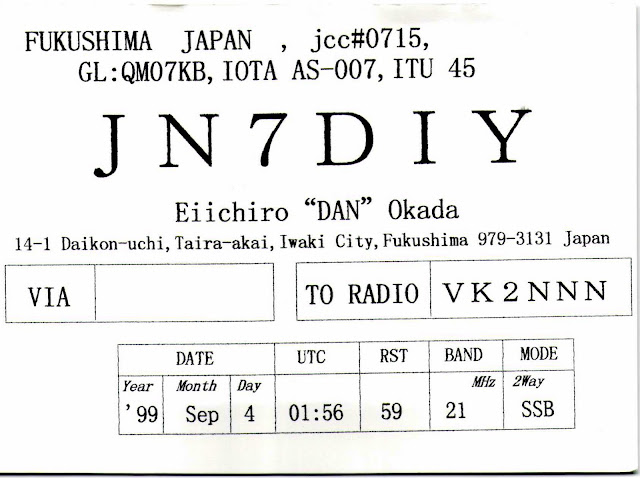 FUKUSHIMA JAPAN , jcc#0715,
GL:QM07KB, IOTA AS-007, ITU 45
JN7DIY
Eiichiro “DAN” Okada
14-1 Daikon-uchi, Taira-akai, Iwaki City, Fukushima 979-3131 Japan
VIA
TO RADIO VK2NNN
DATE UTC RST BAND MODE
Year Month Day MHz 2Way
'99 Sep 4 01:56 59 21 SSB